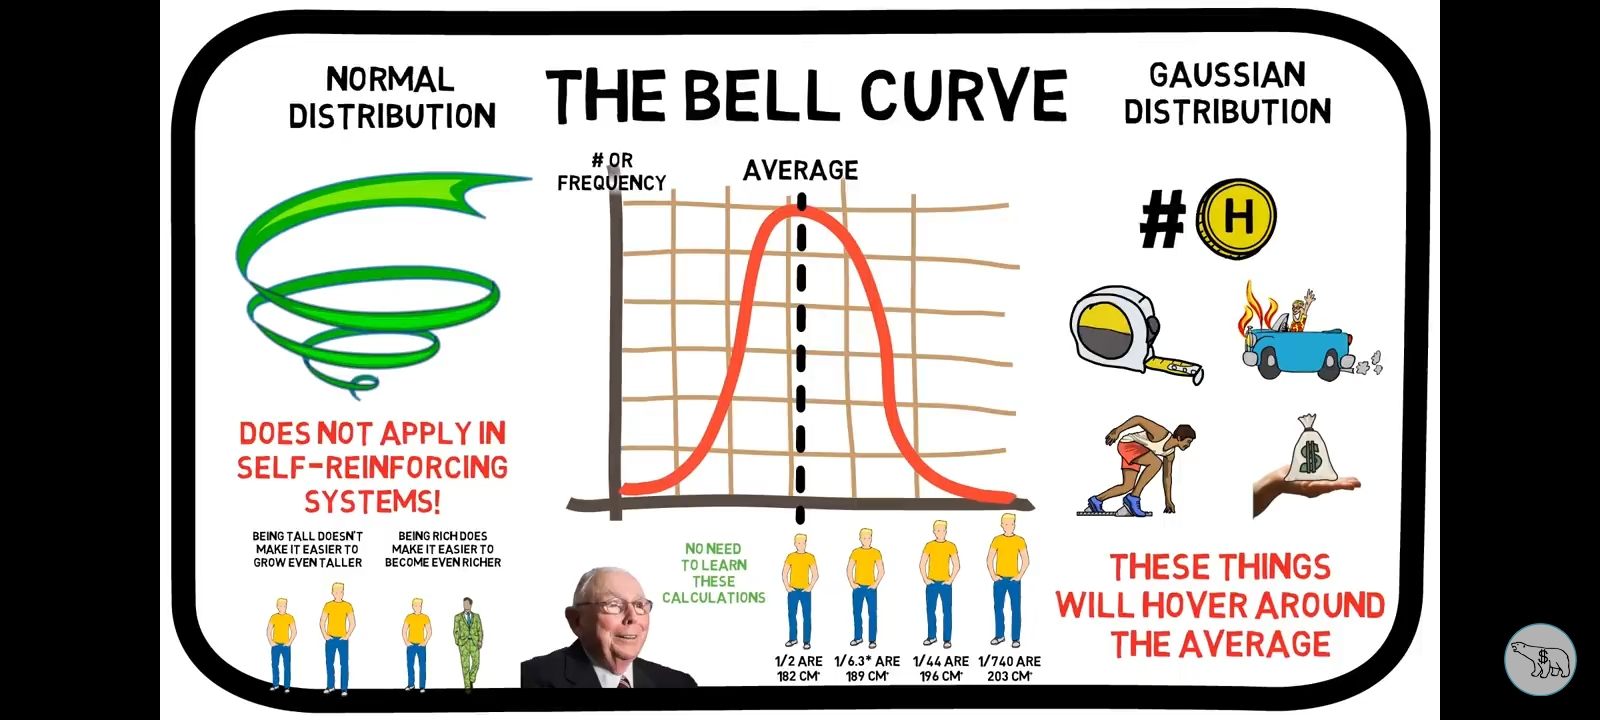 NORMAL
DISTRIBUTION
THE BELL CURVE
GAUSSIAN
DISTRIBUTION
# OR
FREQUENCY
AVERAGE
# H
DOES NOT APPLY IN
SELF-REINFORCING
SYSTEMS!
BEING TALL DOESN'T
MAKE IT EASIER TO
GROW EVEN TALLER
BEING RICH DOES
MAKE IT EASIER TO
BECOME EVEN RICHER
NO NEED
TO LEARN
THESE
CALCULATIONS
1/2 ARE
182 CM*
1/6.3* ARE
189 CM*
1/44 ARE
196 CM*
1/740 ARE
203 CM*
$
THESE THINGS
WILL HOVER AROUND
THE AVERAGE
$